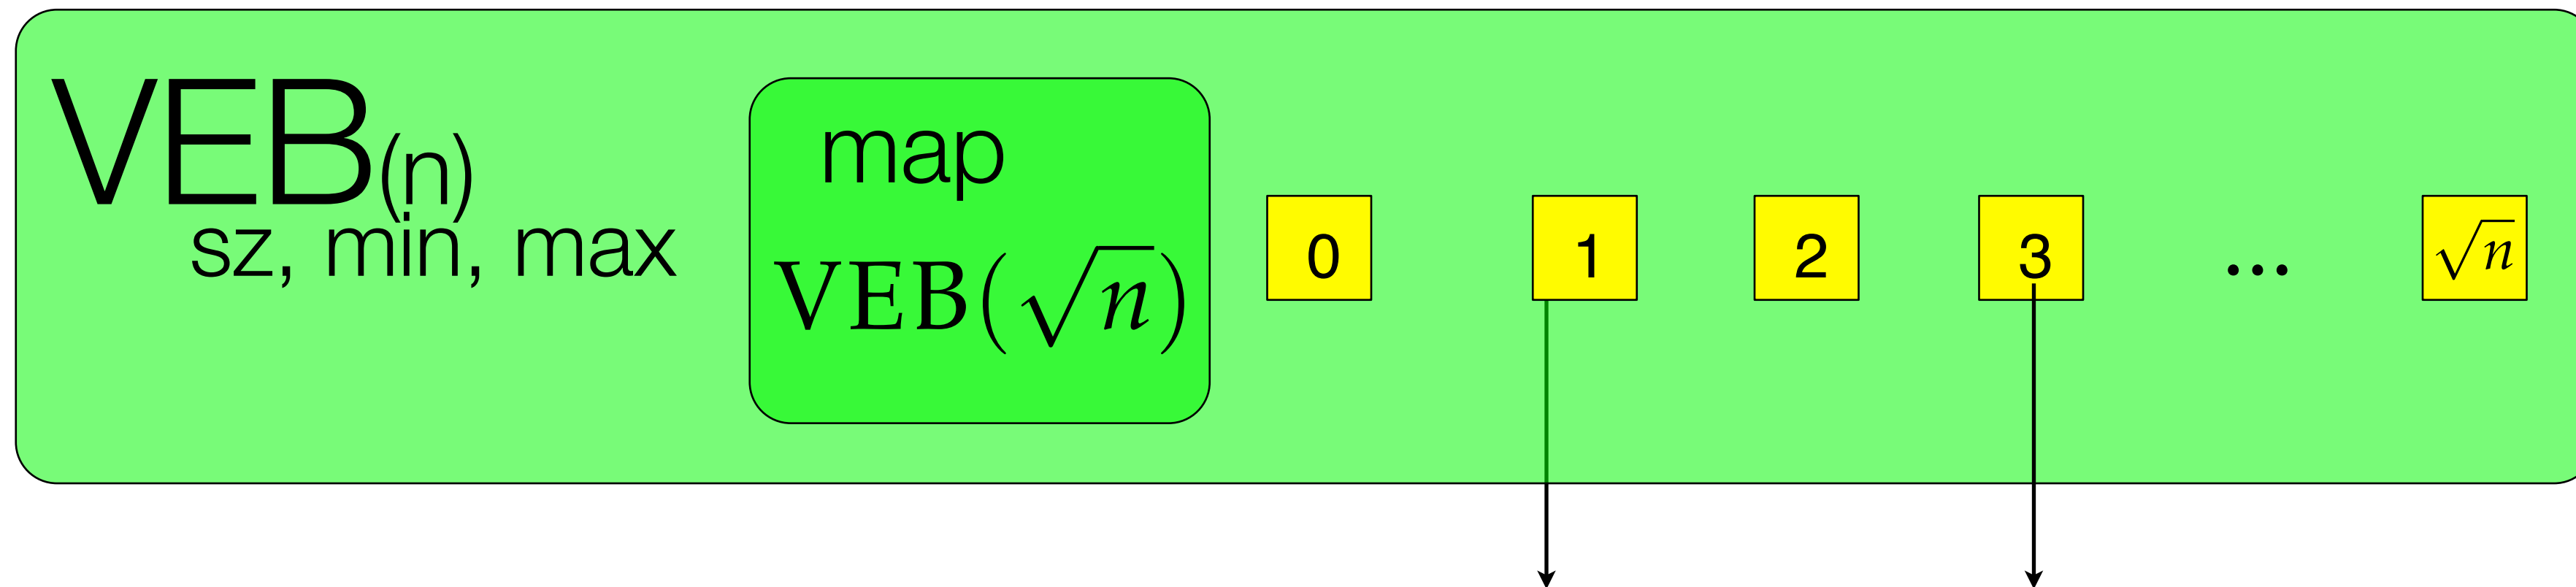 VEB(n)
sz, min, max
map
VEB(√n)
0 1 2 3 ... √n